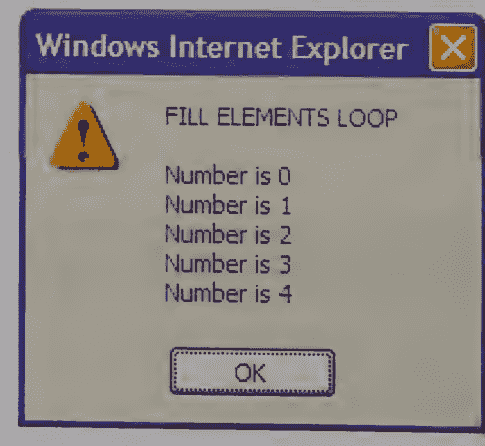 Windows Internet Explorer
FILL ELEMENTS LOOP
Number is 0
Number is 1
Number is 2
Number is 3
Number is 4
OK